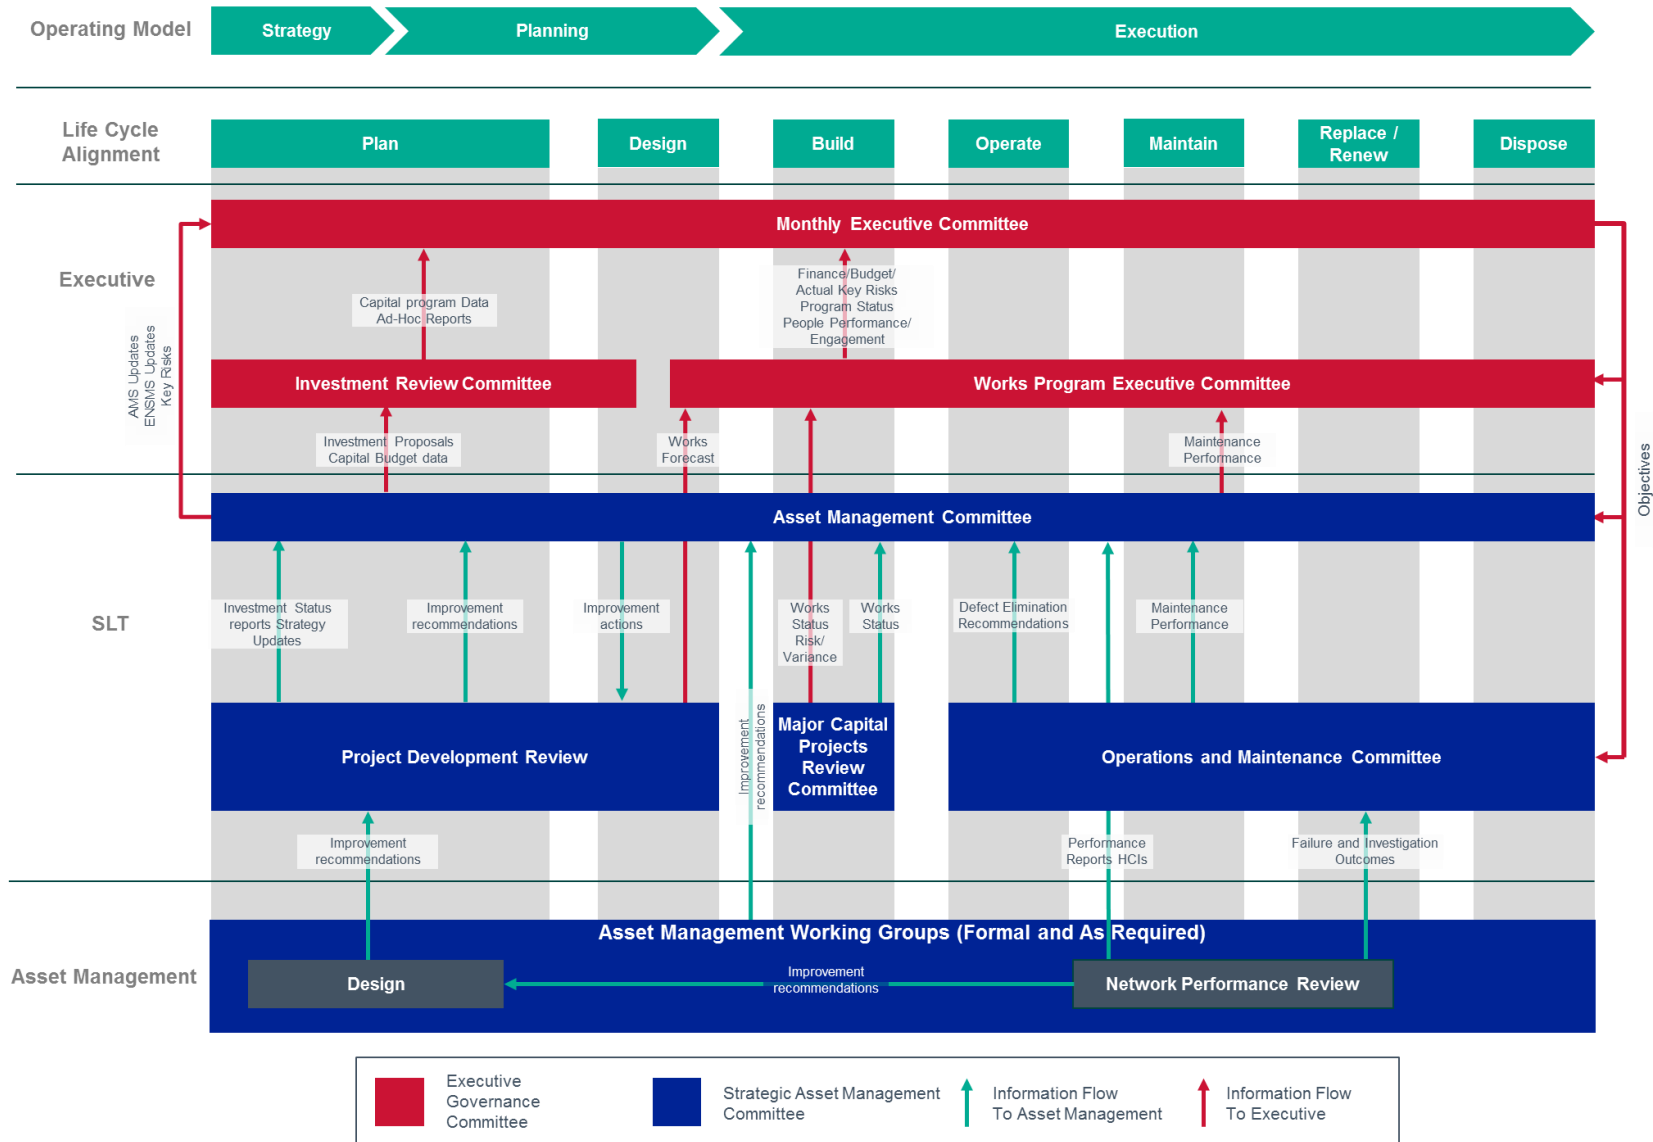 Operating Model
Strategy
Planning
Execution
Life Cycle
Alignment
Plan
Design
Build
Operate
Maintain
Replace /
Renew
Dispose
Executive
Monthly Executive Committee
Capital program Data
Ad-Hoc Reports
Finance/Budget/
Actual Key Risks
Program Status
People Performance/
Engagement
AMS Updates
ENSMS Updates
Key Risks
Investment Review Committee
Works Program Executive Committee
Investment Proposals
Capital Budget data
Works
Forecast
Maintenance
Performance
Objectives
Asset Management Committee
SLT
Investment Status
reports Strategy
Updates
Improvement
recommendations
Improvement
actions
Works
Status
Risk/
Variance
Works
Status
Defect Elimination
Recommendations
Maintenance
Performance
Improvement
recommendations
Project Development Review
Major Capital
Projects
Review
Committee
Operations and Maintenance Committee
Improvement
recommendations
Performance
Reports HCIs
Failure and Investigation
Outcomes
Asset Management
Asset Management Working Groups (Formal and As Required)
Design
Improvement
recommendations
Network Performance Review
Executive
Governance
Committee
Strategic Asset Management
Committee
Information Flow
To Asset Management
Information Flow
To Executive